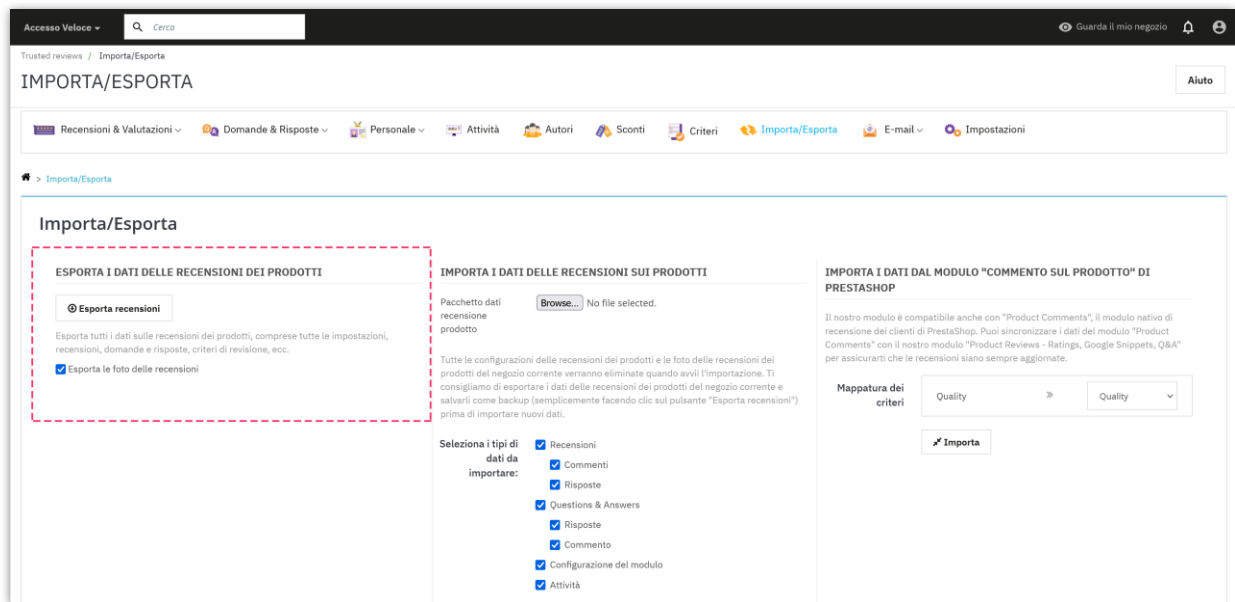 Accesso Veloce
Cerca
Guarda il mio negozio
Trusted reviews / Importa/Esporta
IMPORTA/ESPORTA
Aiuto
Recensioni & Valutazioni
Domande & Risposte
Personale
Attività
Autori
Sconti
Criteri
Importa/Esporta
E-mail
Impostazioni
> Importa/Esporta
Importa/Esporta
ESPORTA I DATI DELLE RECENSIONI DEI PRODOTTI
Esporta recensioni
Esporta tutti i dati sulle recensioni dei prodotti, comprese tutte le impostazioni,
recensioni, domande e risposte, criteri di revisione, ecc.
Esporta le foto delle recensioni
IMPORTA I DATI DELLE RECENSIONI SUI PRODOTTI
Pacchetto dati
recensione
prodotto
Browse... No file selected.
Tutte le configurazioni delle recensioni dei prodotti e le foto delle recensioni dei
prodotti del negozio corrente verranno eliminate quando avvii l'importazione. Ti
consigliamo di esportare i dati delle recensioni dei prodotti del negozio corrente e
salvarli come backup (semplicemente facendo clic sul pulsante "Esporta recensioni")
prima di importare nuovi dati.
Seleziona i tipi di
dati da
importare:
Recensioni
Commenti
Risposte
Questions & Answers
Risposte
Commento
Configurazione del modulo
Attività
IMPORTA I DATI DAL MODULO "COMMENTO SUL PRODOTTO" DI
PRESTASHOP
Il nostro modulo è compatibile anche con "Product Comments", il modulo nativo di
recensione dei clienti di PrestaShop. Puoi sincronizzare i dati del modulo "Product
Comments" con il nostro modulo "Product Reviews - Ratings, Google Snippets, Q&A"
per assicurarti che le recensioni siano sempre aggiornate.
Mappatura dei
criteri
Quality » Quality
Importa